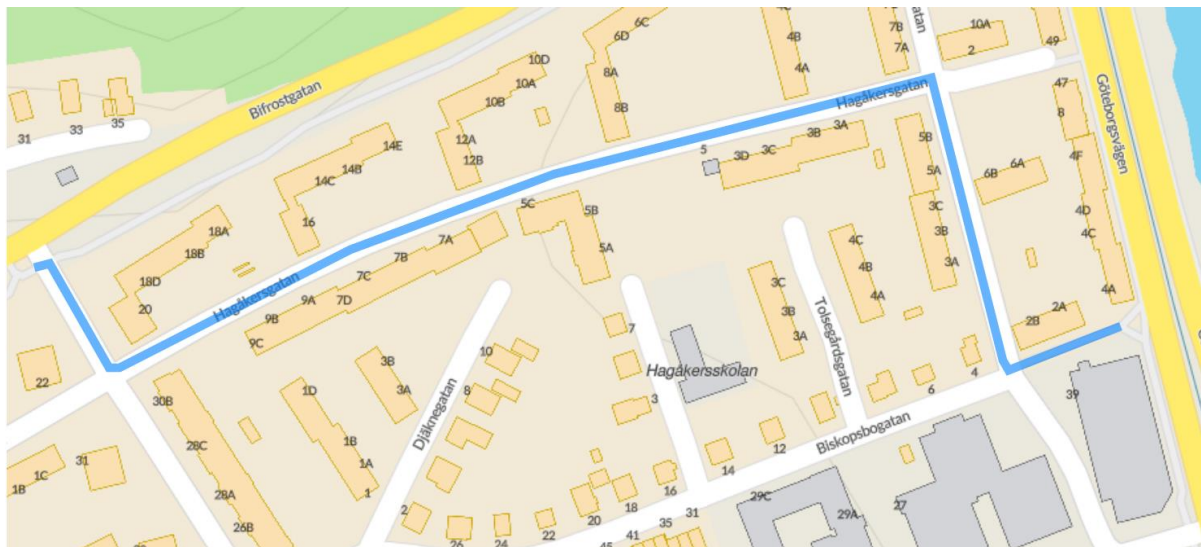 6C
4C
gatan
10A
6D
4B
7B
2
49
10D
7A
31
33
35
Bifrostgatan
8A
4A
10A
10B
8B
Hagåkersgatan
47
8
Göteborgsvägen
12A
14E
12B
14B
14C
3A
3B
3C
3D
5
5B
5A
4F
6A
6B
16
18A
18B
18D
20
5C
5B
5A
7A
7B
7C
7D
3C
3B
3A
4D
4C
4C
4B
4A
4A
Hagåkersgatan
9A
9B
9C
3C
3B
3A
Tolsegårdsgatan
2A
2B
7
22
10
8
3B
3A
Djäknegatan
Hagåkersskolan
4
6
39
30B
1D
1B
1A
1
3
12
14
Biskopsbogatan
28C
28A
26B
31
1C
1B
2
26
24
22
20
18
16
31
35
41
45
29C
29A
27